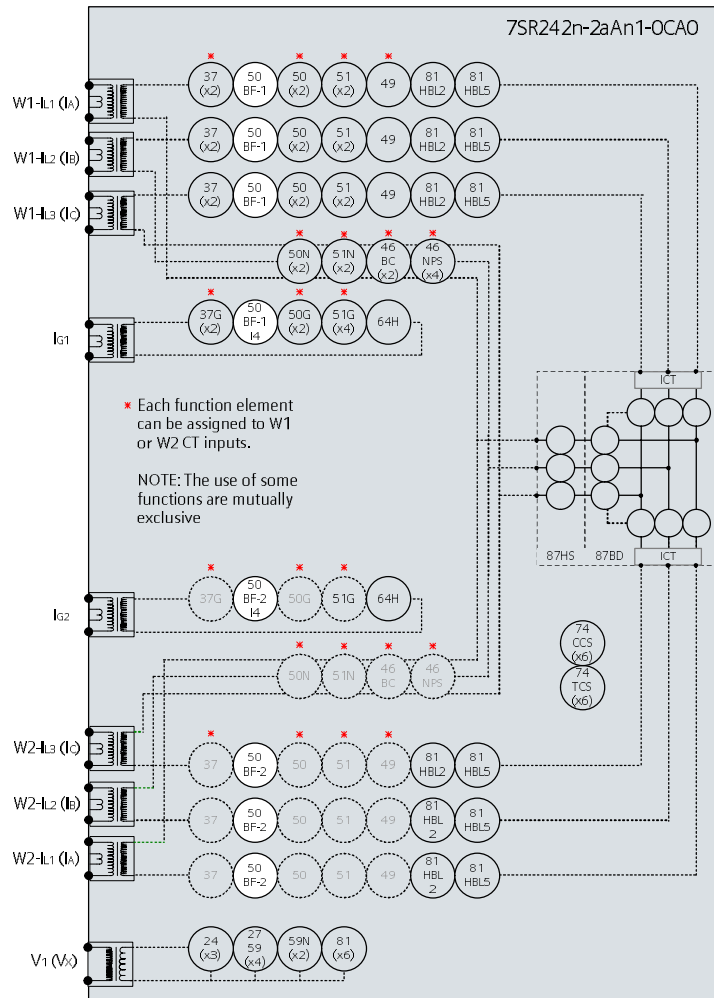 7SR242n-2aAn1-0CA0
* * * *
W1-IL1 (IA)
37 (x2)
50 BF-1
50 (x2)
51 (x2)
49
81 HBL2
81 HBL5
W1-IL2 (IB)
37 (x2)
50 BF-1
50 (x2)
51 (x2)
49
81 HBL2
81 HBL5
W1-IL3 (IC)
37 (x2)
50 BF-1
50 (x2)
51 (x2)
49
81 HBL2
81 HBL5
* * * *
50N (x2)
51N (x2)
46 BC (x2)
46 NPS (x4)
* * *
IG1
37G (x2)
50 BF-1 I4
50G (x2)
51G (x4)
64H
ICT
* Each function element
can be assigned to W1
or W2 CT inputs.
NOTE: The use of some
functions are mutually
exclusive
87HS
87BD
ICT
* * *
IG2
37G
50 BF-2 I4
50G
51G
64H
74 CCS (x6)
74 TCS (x6)
* * * *
50N
51N
46 BC
46 NPS
* * * *
W2-IL3 (IC)
37
50 BF-2
50
51
49
81 HBL2
81 HBL5
W2-IL2 (IB)
37
50 BF-2
50
51
49
81 HBL 2
81 HBL5
W2-IL1 (IA)
37
50 BF-2
50
51
49
81 HBL 2
81 HBL5
V1 (VX)
24 (x3)
27 59 (x4)
59N (x2)
81 (x6)